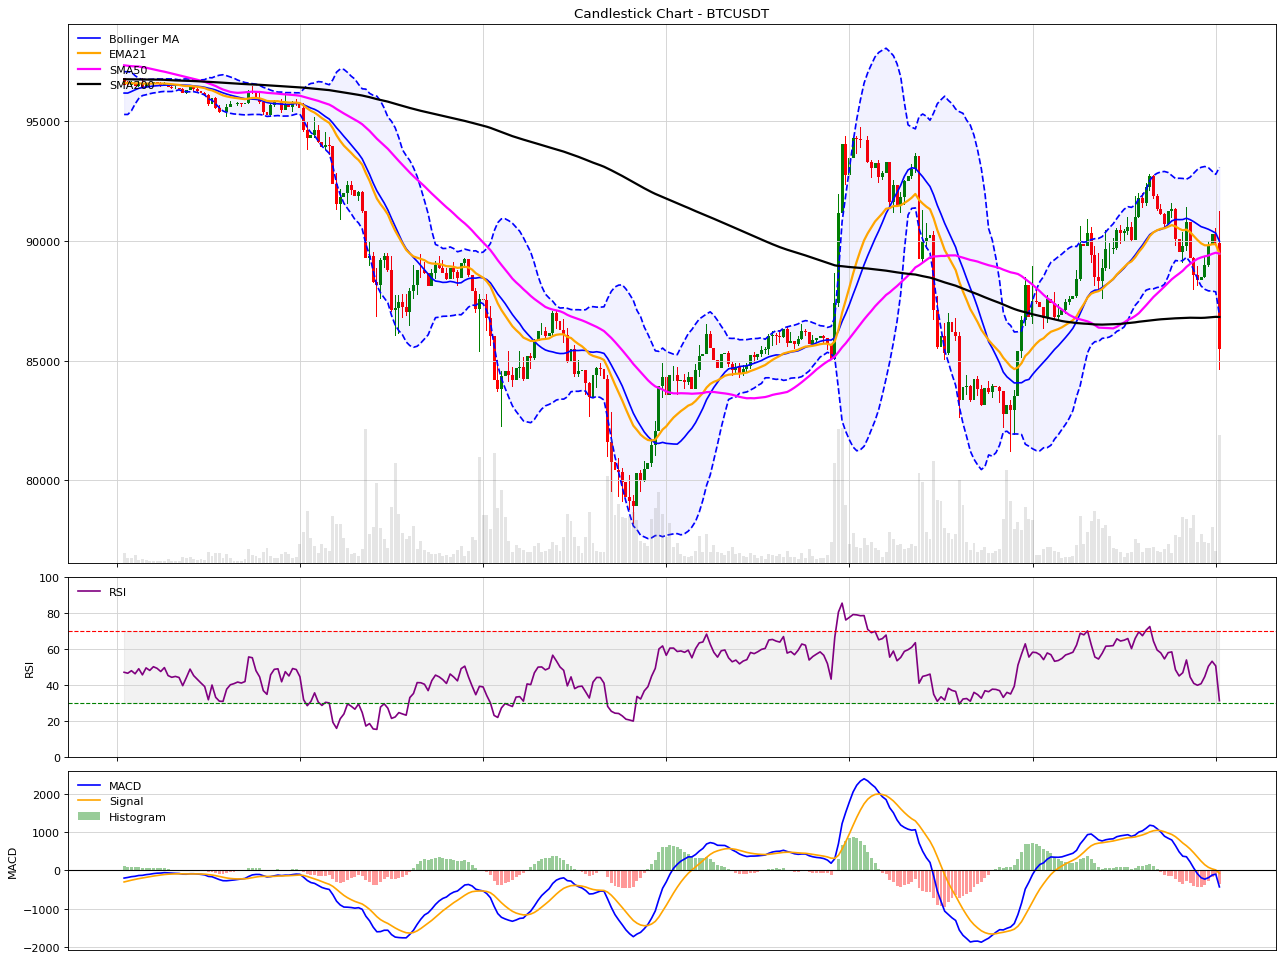 Candlestick Chart - BTCUSDT
Bollinger MA
EMA21
SMA50
SMA200
95000
90000
85000
80000
100
RSI
80
60
RSI
40
20
0
MACD
2000
Signal
1000
Histogram
MACD
0
−1000
−2000